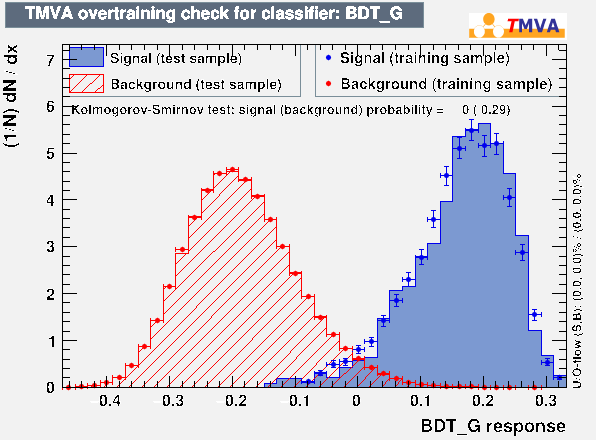 TMVA overtraining check for classifier: BDT_G
TMVA
Signal (test sample)
Background (test sample)
Signal (training sample)
Background (training sample)
Kolmogorov-Smirnov test: signal (background) probability = 0 ( 0.29)
(1/N) dN / dx
7
6
5
4
3
2
1
0
-0.4 -0.3 -0.2 -0.1 0 0.1 0.2 0.3
BDT_G response
U/O-flow (S,B): (0.0, 0.0)% / (0.0, 0.0)%